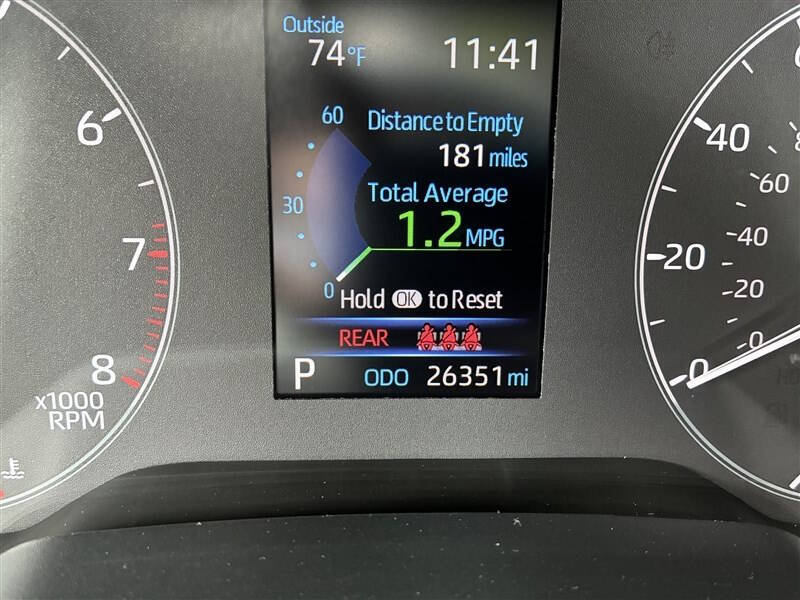 Outside
74°F
11:41
60
Distance to Empty
181 miles
Total Average
30
1.2 MPG
0
Hold OK to Reset
REAR
P
ODO 26351 mi
6
7
8
x1000
RPM
40
60
20
40
20
0
0